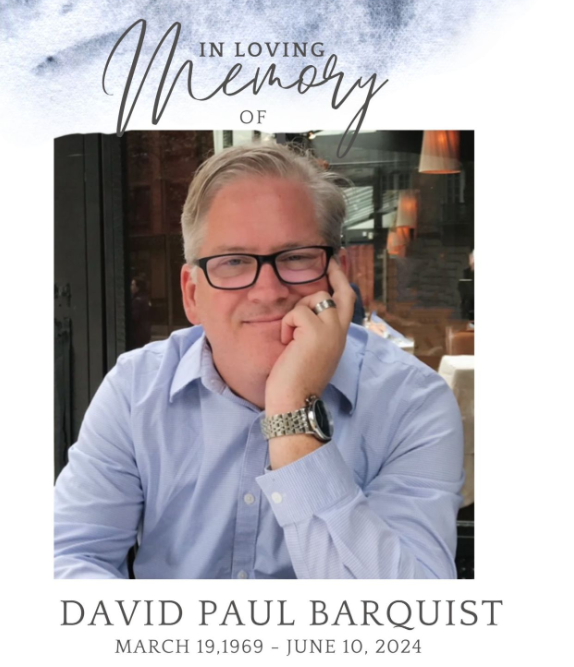 IN LOVING
Memory
OF
DAVID PAUL BARQUIST
MARCH 19,1969 - JUNE 10, 2024